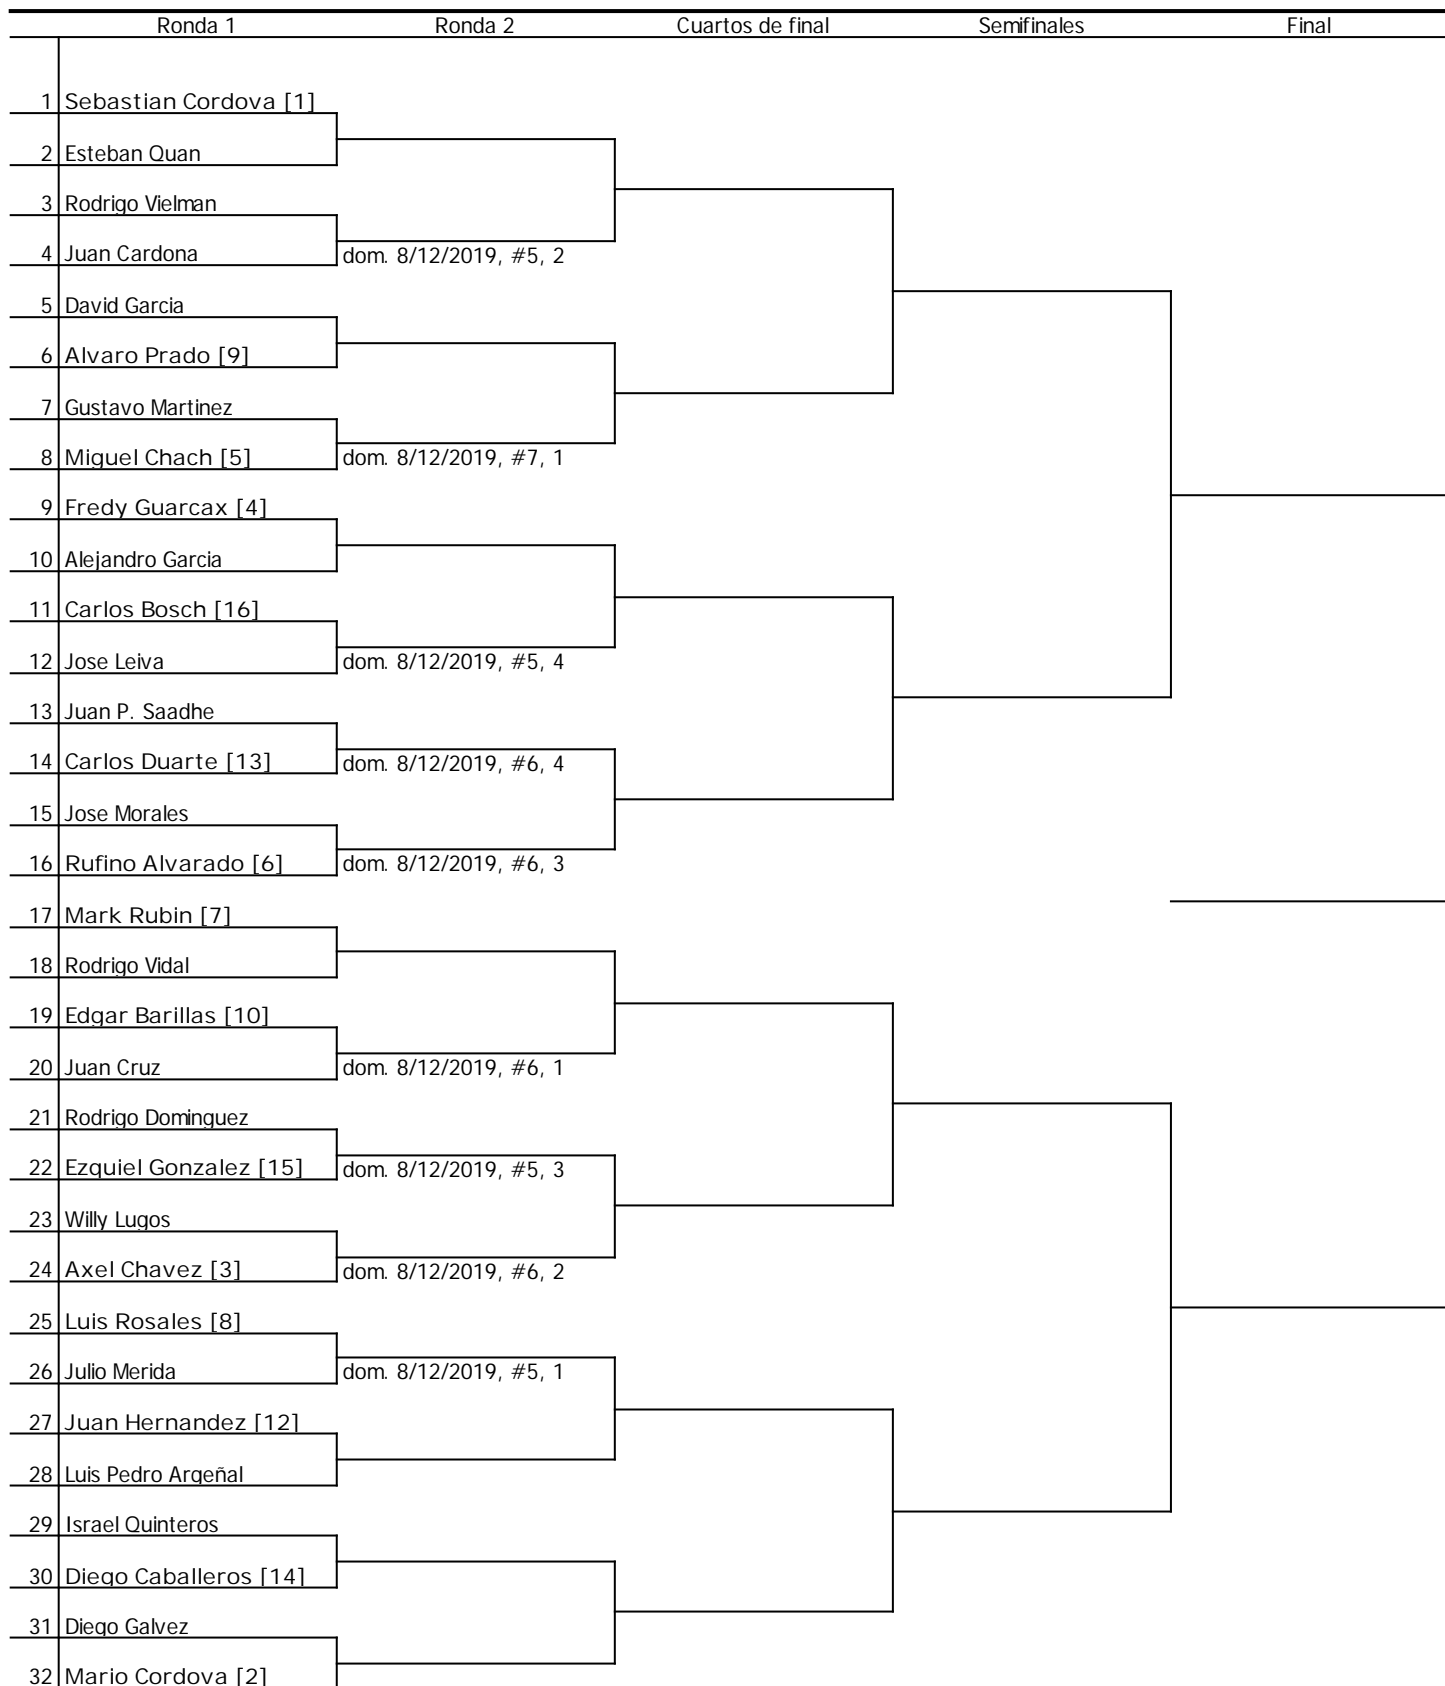 Ronda 1 Ronda 2 Cuartos de final Semifinales Final
1 Sebastian Cordova [1]
2 Esteban Quan
3 Rodrigo Vielman
4 Juan Cardona dom. 8/12/2019, #5, 2
5 David Garcia
6 Alvaro Prado [9]
7 Gustavo Martinez
8 Miguel Chach [5] dom. 8/12/2019, #7, 1
9 Fredy Guarcax [4]
10 Alejandro Garcia
11 Carlos Bosch [16]
12 Jose Leiva dom. 8/12/2019, #5, 4
13 Juan P. Saadhe
14 Carlos Duarte [13] dom. 8/12/2019, #6, 4
15 Jose Morales
16 Rufino Alvarado [6] dom. 8/12/2019, #6, 3
17 Mark Rubin [7]
18 Rodrigo Vidal
19 Edgar Barillas [10]
20 Juan Cruz dom. 8/12/2019, #6, 1
21 Rodrigo Dominguez
22 Ezquiel Gonzalez [15] dom. 8/12/2019, #5, 3
23 Willy Lugos
24 Axel Chavez [3] dom. 8/12/2019, #6, 2
25 Luis Rosales [8]
26 Julio Merida dom. 8/12/2019, #5, 1
27 Juan Hernandez [12]
28 Luis Pedro Argeñal
29 Israel Quinteros
30 Diego Caballeros [14]
31 Diego Galvez
32 Mario Cordova [2]